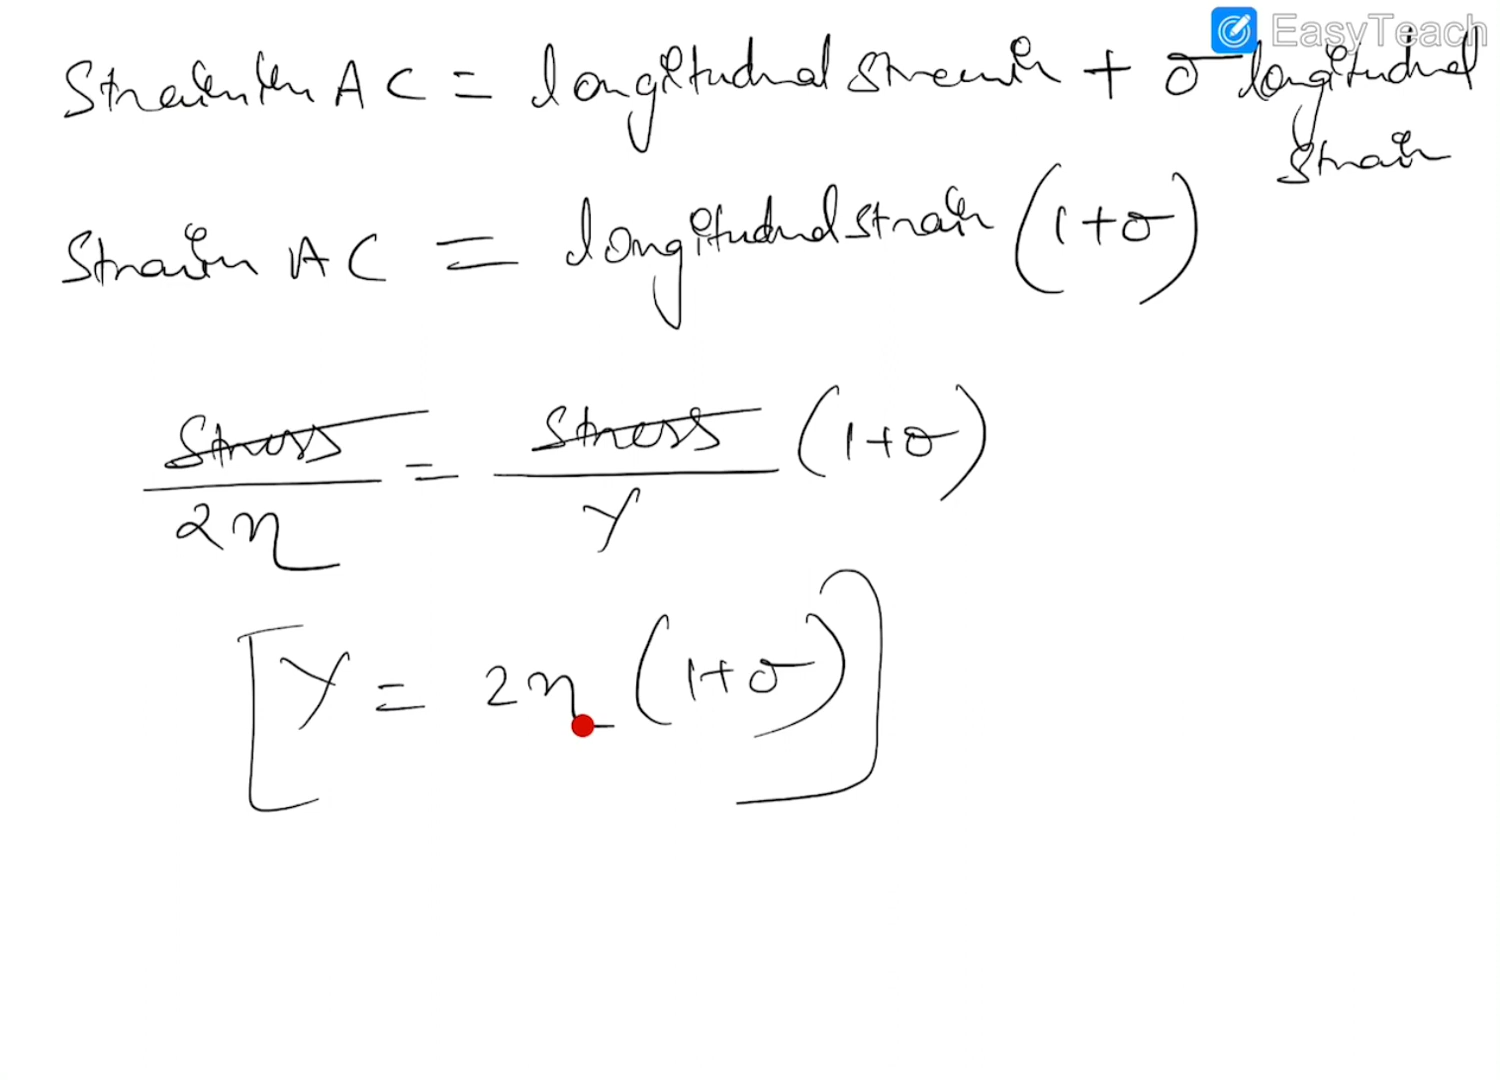 EasyTeach
Strain in AC = longitudinal strain + σ longitudinal
strain
Strain AC = longitudinal strain (1+σ)
Stress/2η = Stress/Y (1+σ)
[Y = 2η (1+σ)]